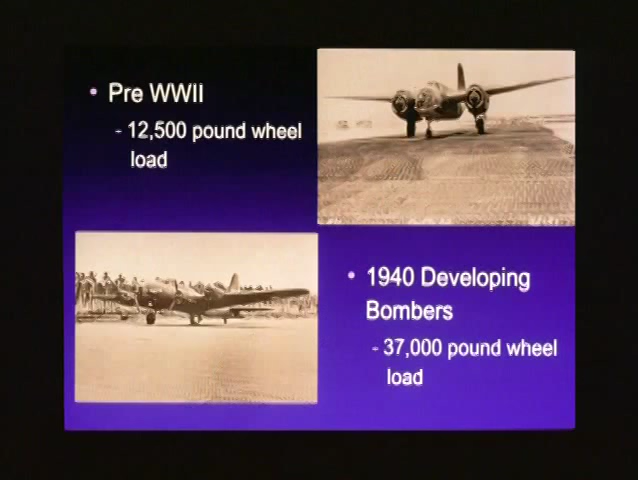 • Pre WWII
- 12,500 pound wheel
load
• 1940 Developing
Bombers
- 37,000 pound wheel
load